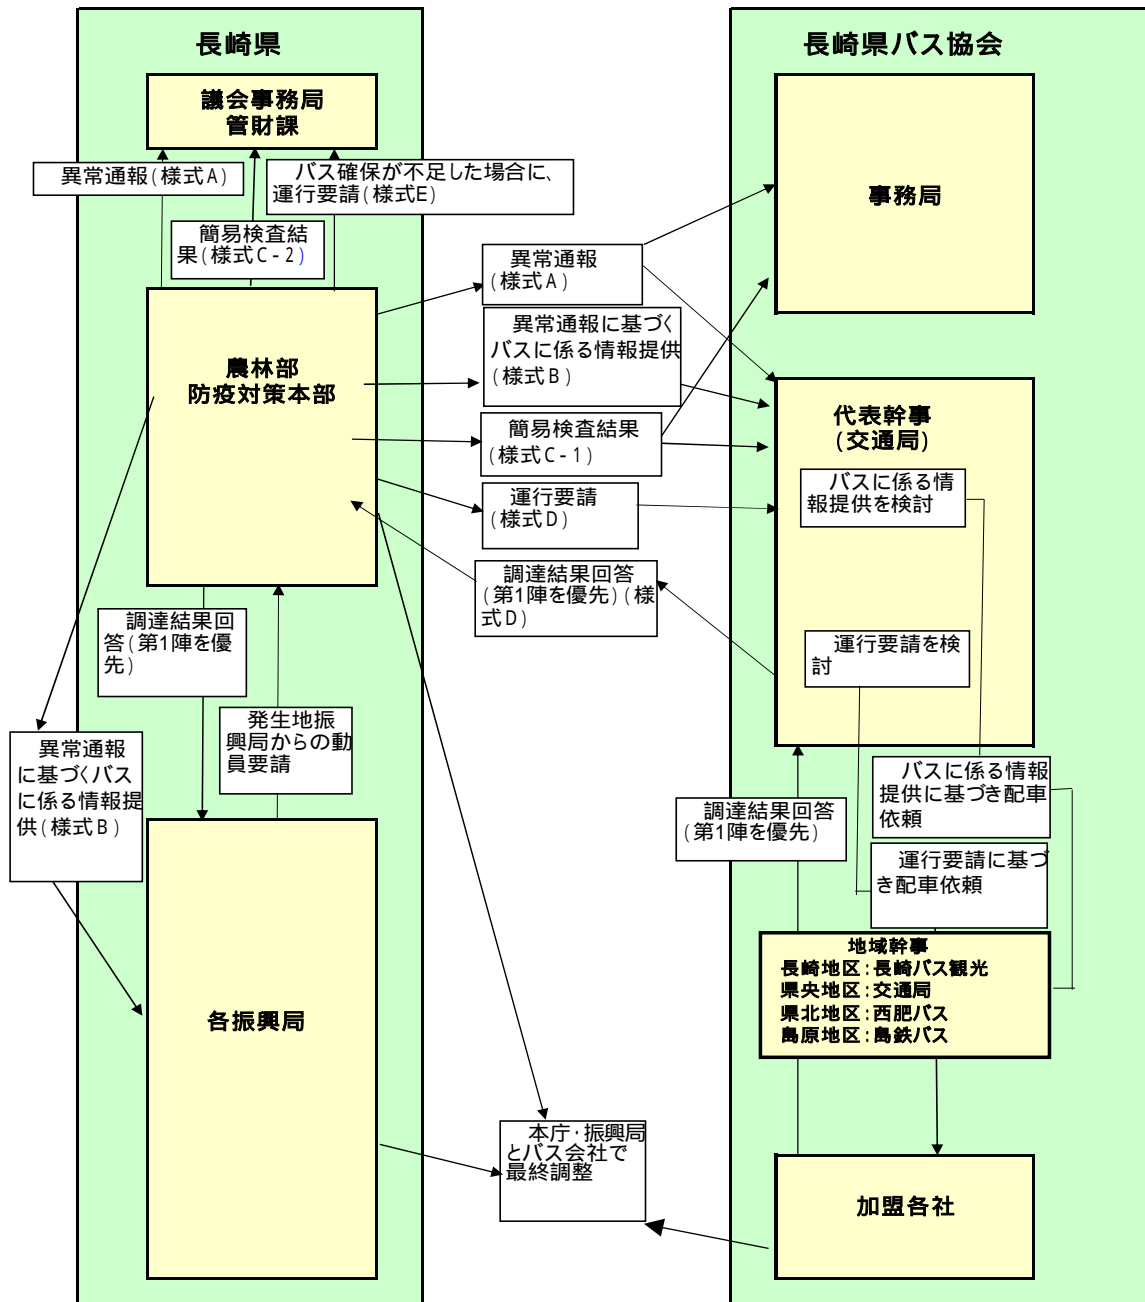 長崎県
議会事務局
管財課
異常通報(様式A)
バス確保が不足した場合に、
運行要請(様式E)
簡易検査結
果(様式C-2)
農林部
防疫対策本部
調達結果回
答(第1陣を優
先)
発生地振
興局からの動
員要請
異常通報
に基づくバス
に係る情報提
供(様式B)
各振興局
異常通報
(様式A)
異常通報に基づく
バスに係る情報提供
(様式B)
簡易検査結果
(様式C-1)
運行要請
(様式D)
調達結果回答
(第1陣を優先)(様
式D)
本庁・振興局
とバス会社で
最終調整
長崎県バス協会
事務局
代表幹事
(交通局)
バスに係る情
報提供を検討
運行要請を検
討
バスに係る情報
提供に基づき配車
依頼
調達結果回答
(第1陣を優先)
運行要請に基づ
き配車依頼
地域幹事
長崎地区:長崎バス観光
県央地区:交通局
県北地区:西肥バス
島原地区:島鉄バス
加盟各社